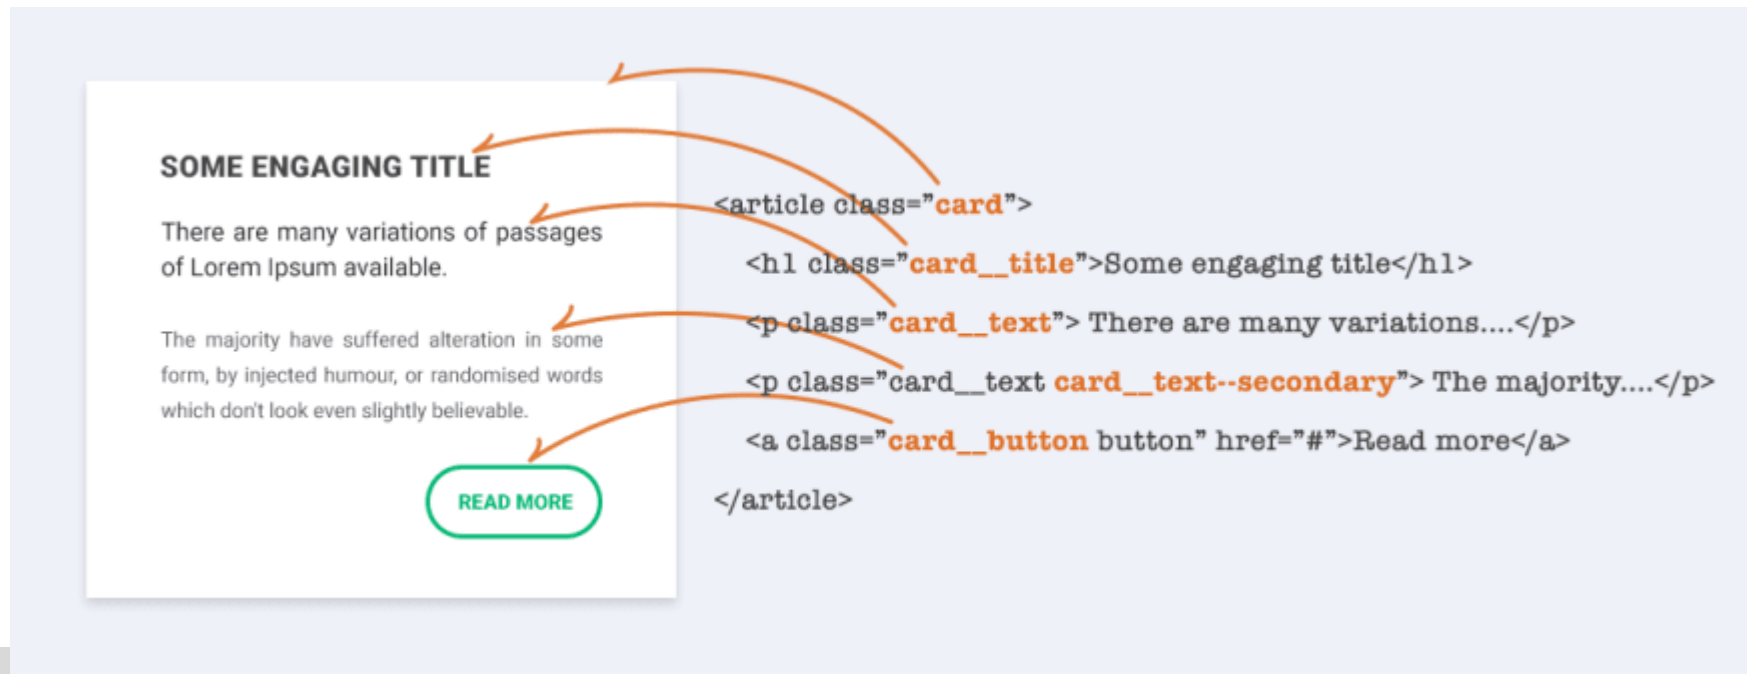 SOME ENGAGING TITLE
There are many variations of passages
of Lorem Ipsum available.
The majority have suffered alteration in some
form, by injected humour, or randomised words
which don't look even slightly believable.
READ MORE
<article class=”card”>
<h1 class=”card__title”>Some engaging title</h1>
<p class=”card__text”> There are many variations....</p>
<p class=”card__text card__text--secondary”> The majority....</p>
<a class=”card__button button” href=”#”>Read more</a>
</article>